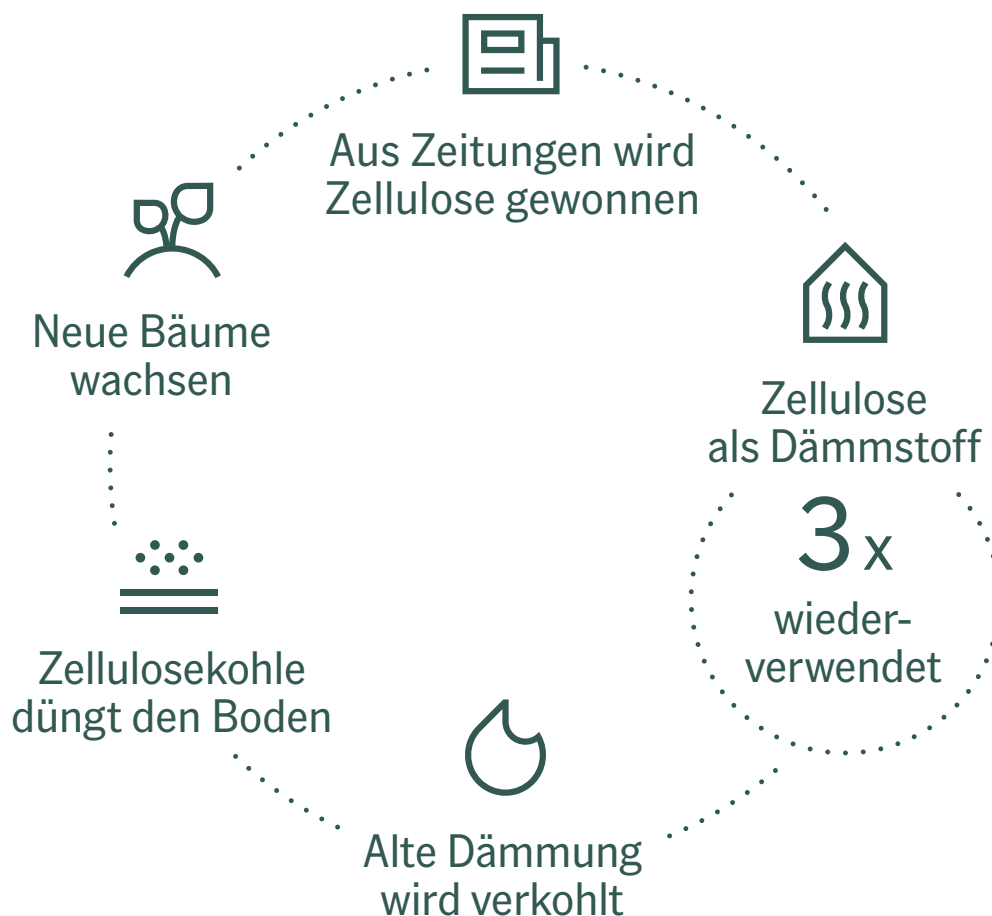 Aus Zeitungen wird
Zellulose gewonnen
Zellulose
als Dämmstoff
3 x
wieder-
verwendet
Alte Dämmung
wird verkohlt
Zellulosekohle
düngt den Boden
Neue Bäume
wachsen